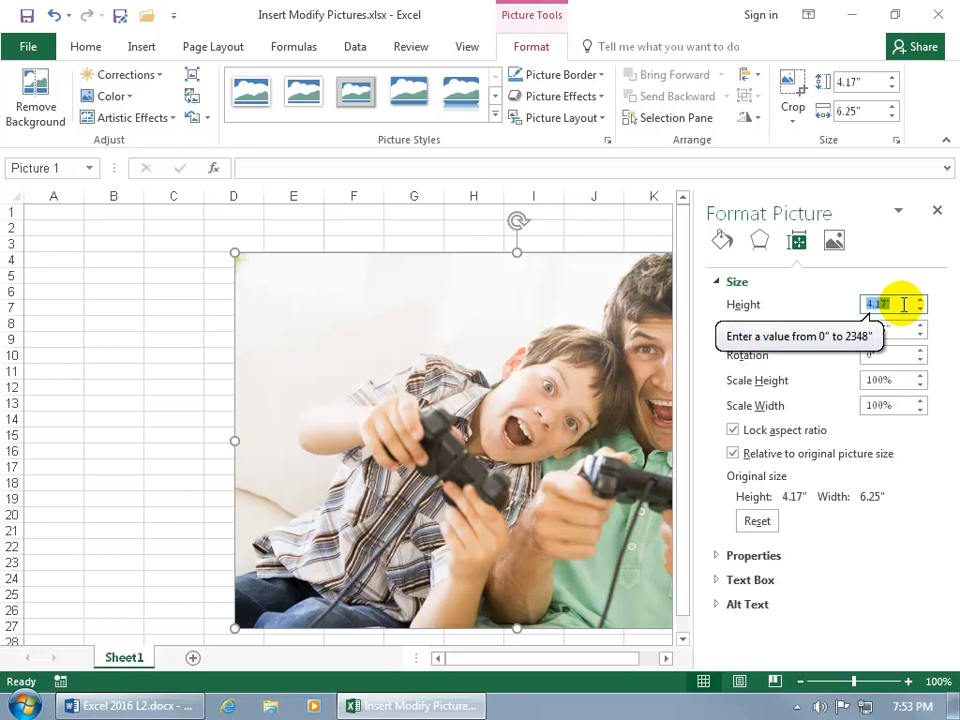 Insert Modify Pictures.xlsx - Excel
Picture Tools
Sign in
File Home Insert Page Layout Formulas Data Review View Format Tell me what you want to do Share
Remove Background
Corrections
Color
Artistic Effects
Adjust
Picture Styles
Picture Border
Picture Effects
Picture Layout
Bring Forward
Send Backward
Selection Pane
Arrange
Crop
4.17"
6.25"
Size
Picture 1
fx
A B C D E F G H I J K
1
2
3
4
5
6
7
8
9
10
11
12
13
14
15
16
17
18
19
20
21
22
23
24
25
26
27
28
Format Picture
Size
Height 4.17"
Enter a value from 0" to 2348"
Rotation 0°
Scale Height 100%
Scale Width 100%
Lock aspect ratio
Relative to original picture size
Original size
Height: 4.17" Width: 6.25"
Reset
Properties
Text Box
Alt Text
Sheet1
Ready
100%
Excel 2016 L2.docx - ...
Insert Modify Picture...
7:53 PM